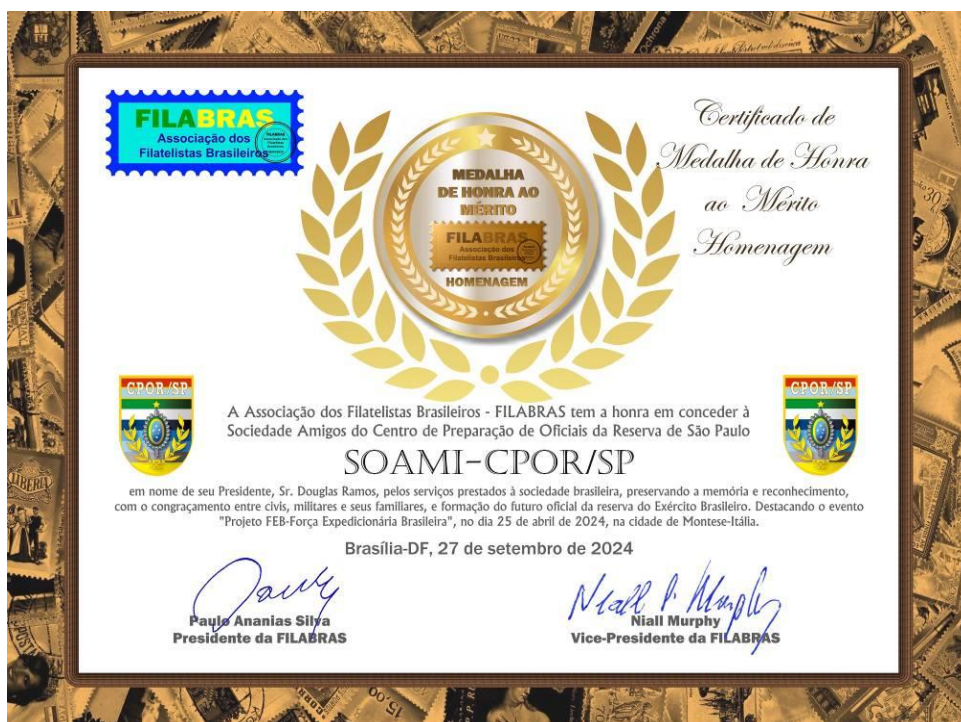 FILABRAS
Associação dos
Filatelistas Brasileiros
Certificado de
Medalha de Honra
ao Mérito
Homenagem
MEDALHA
DE HONRA AO
MÉRITO
FILABRAS
Associação dos
Filatelistas Brasileiros
HOMENAGEM
CPOR/SP
CPOR/SP
A Associação dos Filatelistas Brasileiros - FILABRAS tem a honra em conceder à
Sociedade Amigos do Centro de Preparação de Oficiais da Reserva de São Paulo
SOAMI-CPOR/SP
em nome de seu Presidente, Sr. Douglas Ramos, pelos serviços prestados à sociedade brasileira, preservando a memória e reconhecimento,
com o congraçamento entre civis, militares e seus familiares, e formação do futuro oficial da reserva do Exército Brasileiro. Destacando o evento
"Projeto FEB-Força Expedicionária Brasileira", no dia 25 de abril de 2024, na cidade de Montese-Itália.
Brasília-DF, 27 de setembro de 2024
Niall P. Murphy
Paulo Ananias Silva
Presidente da FILABRAS
Niall Murphy
Vice-Presidente da FILABRAS
LIBERIA